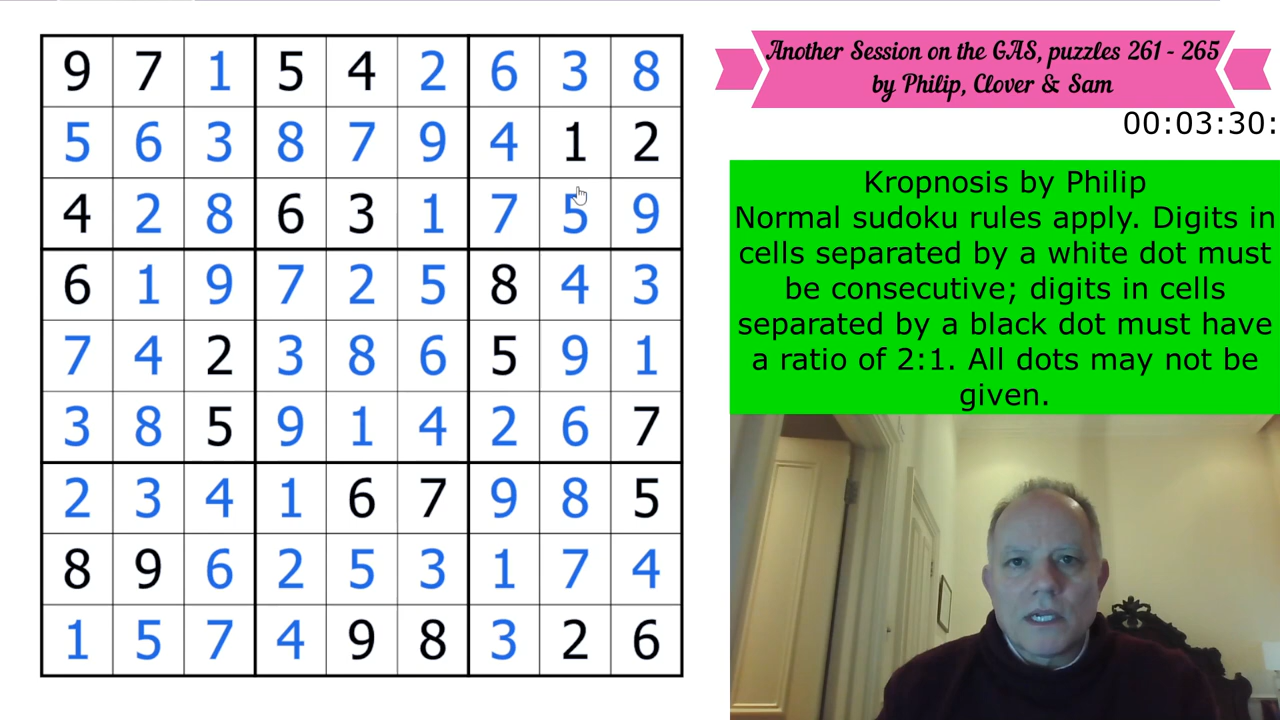 Another Session on the GAS, puzzles 261 - 265
by Philip, Clover & Sam
00:03:30:
Kropnosis by Philip
Normal sudoku rules apply. Digits in
cells separated by a white dot must
be consecutive; digits in cells
separated by a black dot must have
a ratio of 2:1. All dots may not be
given.
9 7 1 5 4 2 6 3 8
5 6 3 8 7 9 4 1 2
4 2 8 6 3 1 7 5 9
6 1 9 7 2 5 8 4 3
7 4 2 3 8 6 5 9 1
3 8 5 9 1 4 2 6 7
2 3 4 1 6 7 9 8 5
8 9 6 2 5 3 1 7 4
1 5 7 4 9 8 3 2 6